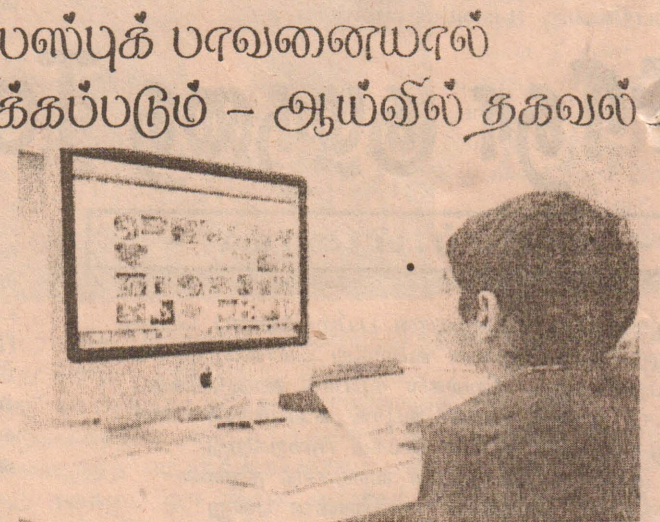 பஸ்புக் பாவனையால்
க்கப்படும் – ஆய்வில் தகவல்